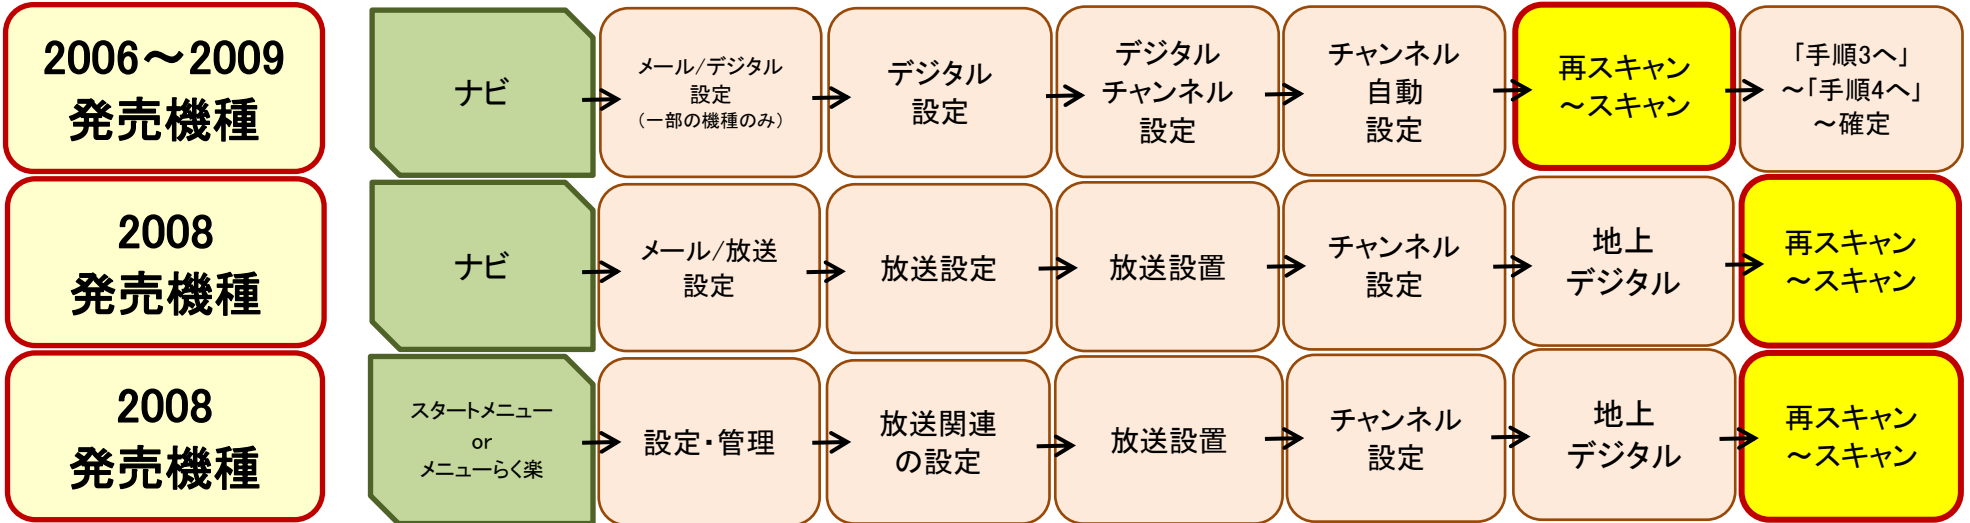 2006～2009
発売機種
ナビ
メール/デジタル
設定
（一部の機種のみ）
デジタル
設定
デジタル
チャンネル
設定
チャンネル
自動
設定
再スキャン
～スキャン
「手順3へ」
～「手順4へ」
～確定
2008
発売機種
ナビ
メール/放送
設定
放送設定
放送設置
チャンネル
設定
地上
デジタル
再スキャン
～スキャン
2008
発売機種
スタートメニュー
or
メニューらく楽
設定・管理
放送関連
の設定
放送設置
チャンネル
設定
地上
デジタル
再スキャン
～スキャン